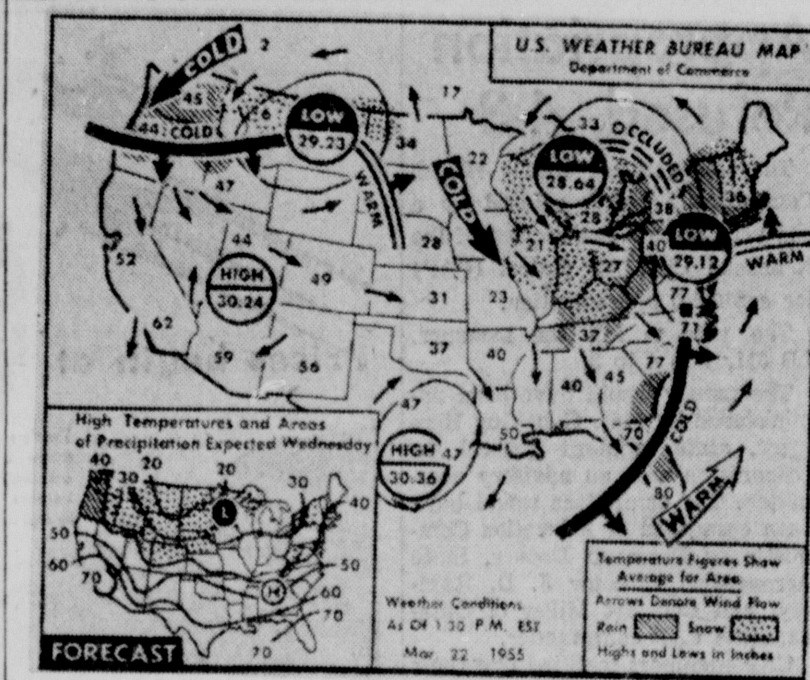 U.S. WEATHER BUREAU MAP
Department of Commerce
COLD
2
17
45
44
COLD
6
LOW
29.23
34
WARM
47
22
COLD
33
OCCLUDED
LOW
28.64
28
38
36
40
LOW
29.12
WARM
52
44
HIGH
30.24
49
28
21
27
31
23
77
71
62
59
56
37
40
37
77
40
45
47
HIGH
30.36
47
50
70
COLD
80
WARM
High Temperatures and Areas
of Precipitation Expected Wednesday
40
30
20
20
30
40
50
60
70
L
H
50
60
70
70
FORECAST
Weather Conditions
As Of 1:30 P.M. EST
Mar. 22 1955
Temperature Figures Show
Average for Area
Arrows Denote Wind Flow
Rain Snow
Highs and Lows in Inches